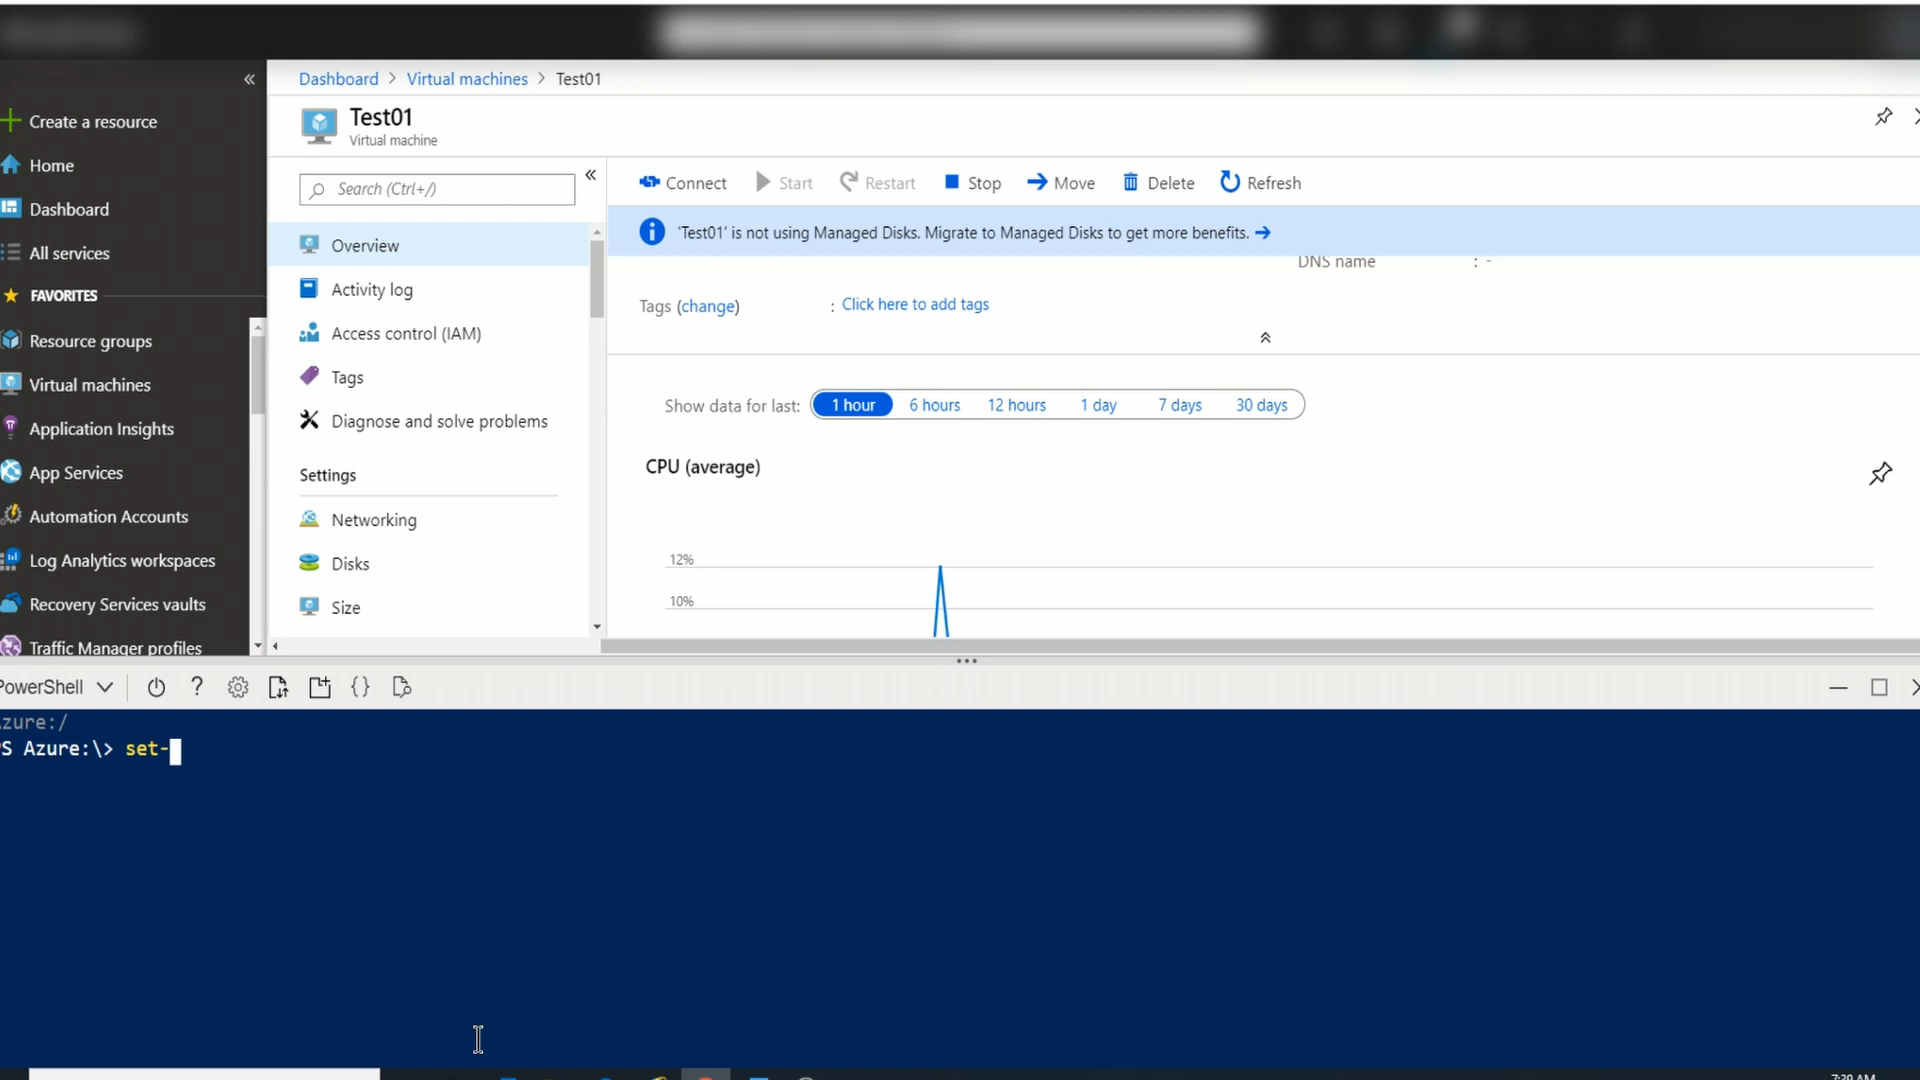 Dashboard > Virtual machines > Test01
Test01
Virtual machine
«
Create a resource
Home
Dashboard
All services
FAVORITES
Resource groups
Virtual machines
Application Insights
App Services
Automation Accounts
Log Analytics workspaces
Recovery Services vaults
Traffic Manager profiles
Search (Ctrl+/)
«
Overview
Activity log
Access control (IAM)
Tags
Diagnose and solve problems
Settings
Networking
Disks
Size
Connect Start Restart Stop Move Delete Refresh
'Test01' is not using Managed Disks. Migrate to Managed Disks to get more benefits. →
DNS name : -
Tags (change) : Click here to add tags
Show data for last: 1 hour 6 hours 12 hours 1 day 7 days 30 days
CPU (average)
12%
10%
PowerShell
zure:/
PS Azure:\> set-
7:39 AM